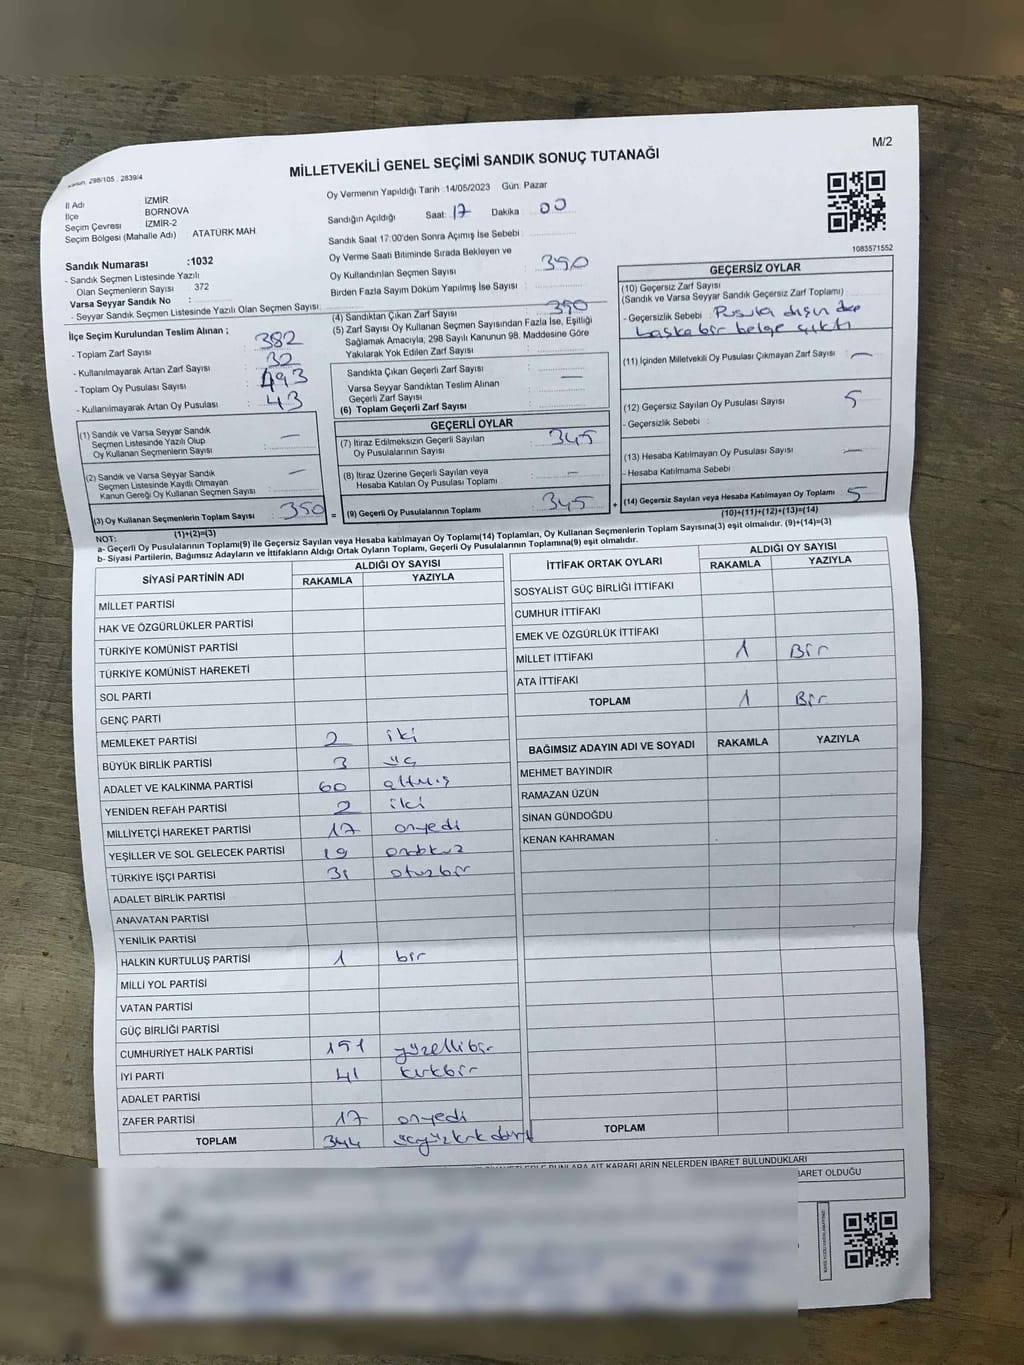 M/2
MİLLETVEKİLİ GENEL SEÇİMİ SANDIK SONUÇ TUTANAĞI
298/105 2839/4
İl Adı İZMİR
İlçe BORNOVA
Seçim Çevresi İZMİR-2
Seçim Bölgesi (Mahalle Adı) ATATÜRK MAH
Sandık Numarası :1032
- Sandık Seçmen Listesinde Yazılı
Olan Seçmenlerin Sayısı 372
Varsa Seyyar Sandık No :
- Seyyar Sandık Seçmen Listesinde Yazılı Olan Seçmen Sayısı:
Oy Vermenin Yapıldığı Tarih :14/05/2023 Gün: Pazar
Sandığın Açıldığı Saat: 17 Dakika 00
Sandık Saat 17:00'den Sonra Açımış İse Sebebi :
Oy Verme Saati Bitiminde Sırada Bekleyen ve
Oy Kullandırılan Seçmen Sayısı 390
Birden Fazla Sayım Döküm Yapılmış İse Sayısı :
1083571552
İlçe Seçim Kurulundan Teslim Alınan ;
- Toplam Zarf Sayısı : 382
- Kullanılmayarak Artan Zarf Sayısı : 32
- Toplam Oy Pusulası Sayısı : 493
- Kullanılmayarak Artan Oy Pusulası : 43
(1) Sandık ve Varsa Seyyar Sandık
Seçmen Listesinde Yazılı Olup
Oy Kullanan Seçmenlerin Sayısı : —
(2) Sandık ve Varsa Seyyar Sandık
Seçmen Listesinde Kayıtlı Olmayan
Kanun Gereği Oy Kullanan Seçmen Sayısı : —
(3) Oy Kullanan Seçmenlerin Toplam Sayısı : 350 =
(1)+(2)=(3)
(4) Sandıktan Çıkan Zarf Sayısı : 390
(5) Zarf Sayısı Oy Kullanan Seçmen Sayısından Fazla İse, Eşitliği
Sağlamak Amacıyla; 298 Sayılı Kanunun 98. Maddesine Göre
Yakılarak Yok Edilen Zarf Sayısı :
Sandıkta Çıkan Geçerli Zarf Sayısı :
Varsa Seyyar Sandıktan Teslim Alınan
Geçerli Zarf Sayısı : —
(6) Toplam Geçerli Zarf Sayısı :
GEÇERLİ OYLAR
(7) İtiraz Edilmeksizin Geçerli Sayılan
Oy Pusulalarının Sayısı : 345
(8) İtiraz Üzerine Geçerli Sayılan veya
Hesaba Katılan Oy Pusulası Toplamı : —
(9) Geçerli Oy Pusulalarının Toplamı : 345 +
GEÇERSİZ OYLAR
(10) Geçersiz Zarf Sayısı
(Sandık ve Varsa Seyyar Sandık Geçersiz Zarf Toplamı) :
- Geçersizlik Sebebi : Pusula dışın da
başka bir belge çıktı
(11) İçinden Milletvekili Oy Pusulası Çıkmayan Zarf Sayısı : —
(12) Geçersiz Sayılan Oy Pusulası Sayısı : 5
- Geçersizlik Sebebi :
(13) Hesaba Katılmayan Oy Pusulası Sayısı : —
- Hesaba Katılmama Sebebi :
(14) Geçersiz Sayılan veya Hesaba Katılmayan Oy Toplamı : 5
(10)+(11)+(12)+(13)=(14)
NOT:
a- Geçerli Oy Pusulalarının Toplamı(9) ile Geçersiz Sayılan veya Hesaba katılmayan Oy Toplamı(14) Toplamları, Oy Kullanan Seçmenlerin Toplam Sayısına(3) eşit olmalıdır. (9)+(14)=(3)
b- Siyasi Partilerin, Bağımsız Adayların ve İttifakların Aldığı Ortak Oyların Toplamı, Geçerli Oy Pusulalarının Toplamına(9) eşit olmalıdır.
SİYASİ PARTİNİN ADI ALDIĞI OY SAYISI
RAKAMLA YAZIYLA
MİLLET PARTİSİ
HAK VE ÖZGÜRLÜKLER PARTİSİ
TÜRKİYE KOMÜNİST PARTİSİ
TÜRKİYE KOMÜNİST HAREKETİ
SOL PARTİ
GENÇ PARTİ
MEMLEKET PARTİSİ 2 iki
BÜYÜK BİRLİK PARTİSİ 3 üç
ADALET VE KALKINMA PARTİSİ 60 altmış
YENİDEN REFAH PARTİSİ 2 iki
MİLLİYETÇİ HAREKET PARTİSİ 17 onyedi
YEŞİLLER VE SOL GELECEK PARTİSİ 19 ondokuz
TÜRKİYE İŞÇİ PARTİSİ 31 otuzbir
ADALET BİRLİK PARTİSİ
ANAVATAN PARTİSİ
YENİLİK PARTİSİ
HALKIN KURTULUŞ PARTİSİ 1 bir
MİLLİ YOL PARTİSİ
VATAN PARTİSİ
GÜÇ BİRLİĞİ PARTİSİ
CUMHURİYET HALK PARTİSİ 151 yüzellibir
İYİ PARTİ 41 kırkbir
ADALET PARTİSİ
ZAFER PARTİSİ 17 onyedi
TOPLAM 344 üçyüzkırk dört
İTTİFAK ORTAK OYLARI ALDIĞI OY SAYISI
RAKAMLA YAZIYLA
SOSYALİST GÜÇ BİRLİĞİ İTTİFAKI
CUMHUR İTTİFAKI
EMEK VE ÖZGÜRLÜK İTTİFAKI
MİLLET İTTİFAKI 1 Bir
ATA İTTİFAKI
TOPLAM 1 Bir
BAĞIMSIZ ADAYIN ADI VE SOYADI RAKAMLA YAZIYLA
MEHMET BAYINDIR
RAMAZAN ÜZÜN
SİNAN GÜNDOĞDU
KENAN KAHRAMAN
TOPLAM
BUNLARA AİT KARARLARIN NELERDEN İBARET BULUNDUKLARI
İBARET OLDUĞU